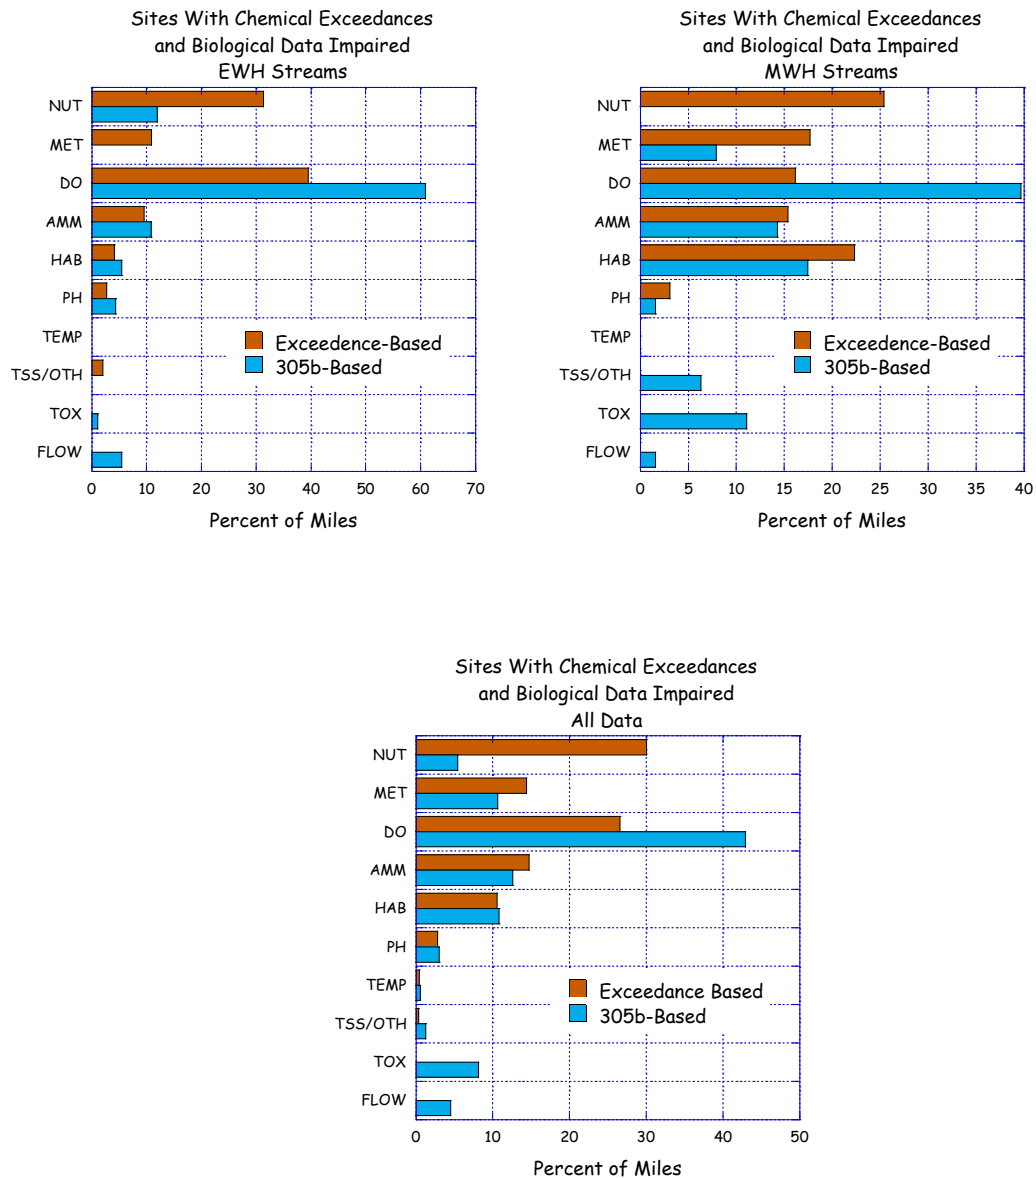 Sites With Chemical Exceedances
and Biological Data Impaired
EWH Streams
NUT
MET
DO
AMM
HAB
PH
TEMP
TSS/OTH
TOX
FLOW
Exceedence-Based
305b-Based
0 10 20 30 40 50 60 70
Percent of Miles
Sites With Chemical Exceedances
and Biological Data Impaired
MWH Streams
NUT
MET
DO
AMM
HAB
PH
TEMP
TSS/OTH
TOX
FLOW
Exceedence-Based
305b-Based
0 5 10 15 20 25 30 35 40
Percent of Miles
Sites With Chemical Exceedances
and Biological Data Impaired
All Data
NUT
MET
DO
AMM
HAB
PH
TEMP
TSS/OTH
TOX
FLOW
Exceedance Based
305b-Based
0 10 20 30 40 50
Percent of Miles